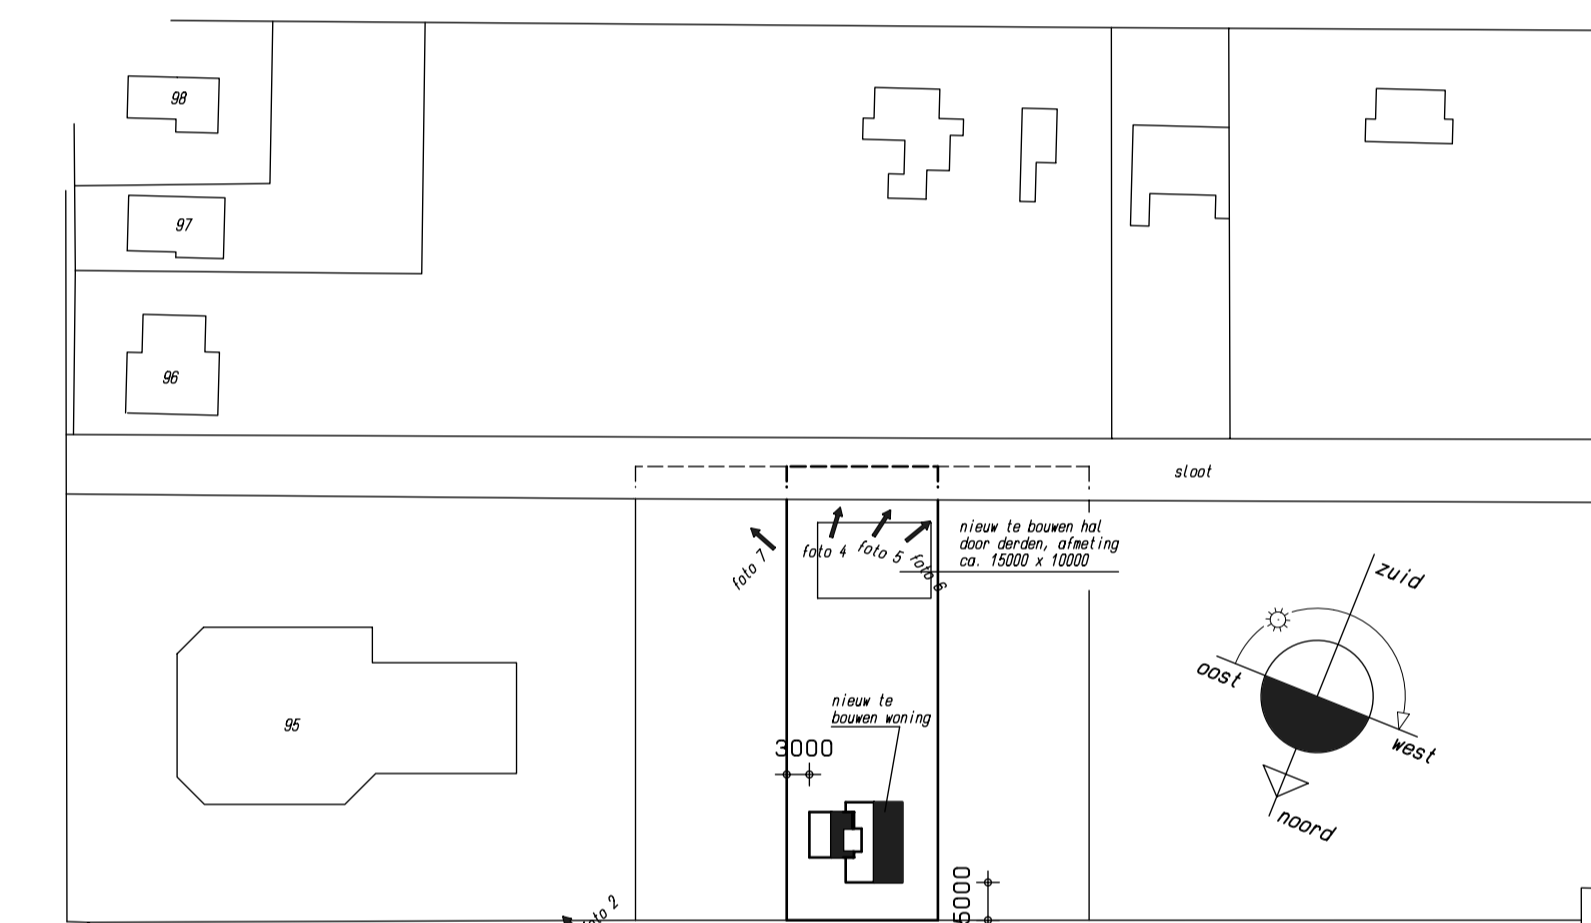 98
97
96
sloot
nieuw te bouwen hal
door derden, afmeting
ca. 15000 x 10000
foto 7
foto 4
foto 5
foto 6
zuid
oost
west
noord
95
nieuw te
bouwen woning
3000
5000
foto 2